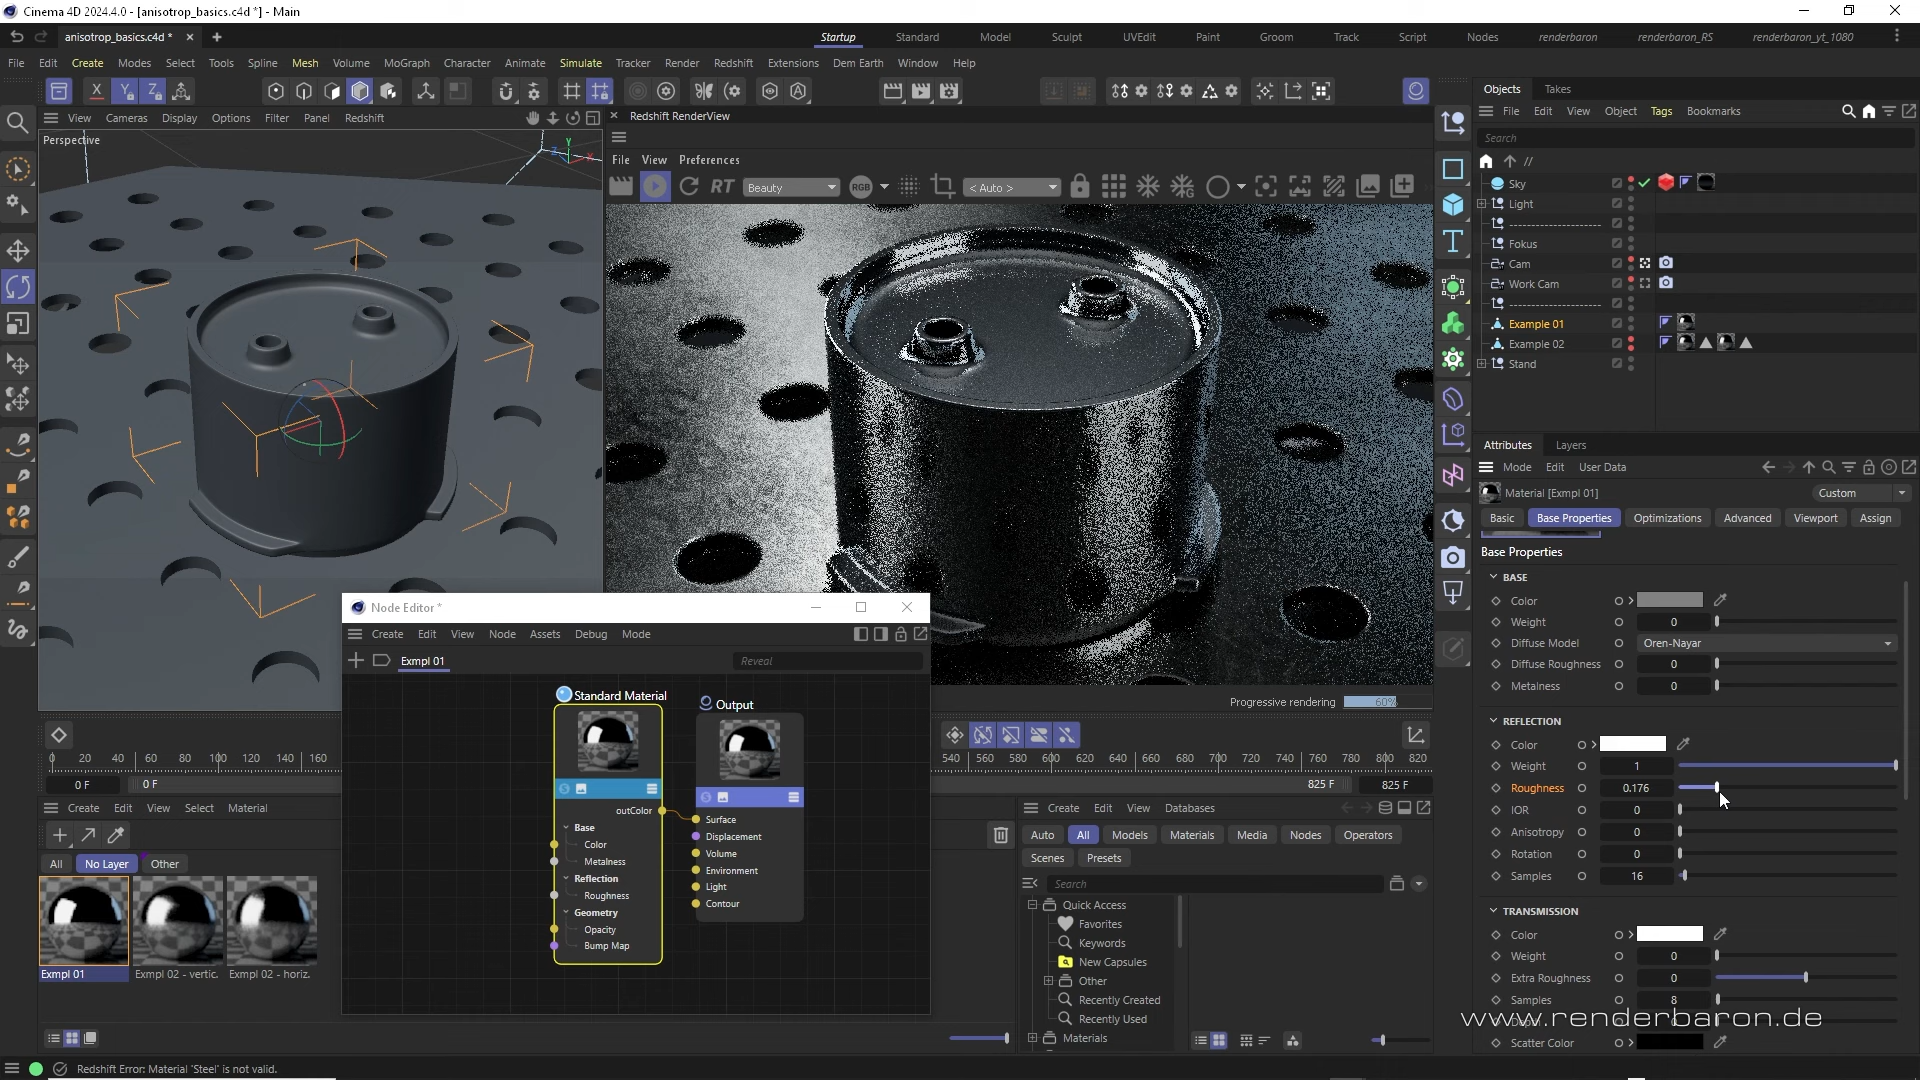 Cinema 4D 2024.4.0 - [anisotrop_basics.c4d *] - Main
anisotrop_basics.c4d *
Startup Standard Model Sculpt UVEdit Paint Groom Track Script Nodes renderbaron renderbaron_RS renderbaron_yt_1080
File Edit Create Modes Select Tools Spline Mesh Volume MoGraph Character Animate Simulate Tracker Render Redshift Extensions Dem Earth Window Help
X Y Z
View Cameras Display Options Filter Panel Redshift
Perspective
Y
Z
X
Redshift RenderView
File View Preferences
RT Beauty RGB < Auto >
Progressive rendering 60%
Objects Takes
File Edit View Object Tags Bookmarks
Search
//
Sky
Light
-----------------------
Fokus
Cam
Work Cam
-----------------------
Example 01
Example 02
Stand
Attributes Layers
Mode Edit User Data
Material [Exmpl 01] Custom
Basic Base Properties Optimizations Advanced Viewport Assign
Base Properties
BASE
Color
Weight 0
Diffuse Model Oren-Nayar
Diffuse Roughness 0
Metalness 0
REFLECTION
Color
Weight 1
Roughness 0.176
IOR 0
Anisotropy 0
Rotation 0
Samples 16
TRANSMISSION
Color
Weight 0
Extra Roughness 0
Samples 8
www.renderbaron.de
Scatter Color
Node Editor *
Create Edit View Node Assets Debug Mode
Exmpl 01 Reveal
Standard Material
outColor
Base
Color
Metalness
Reflection
Roughness
Geometry
Opacity
Bump Map
Output
Surface
Displacement
Volume
Environment
Light
Contour
0 20 40 60 80 100 120 140 160
540 560 580 600 620 640 660 680 700 720 740 760 780 800 820
0 F 0 F 825 F 825 F
Create Edit View Select Material
All No Layer Other
Exmpl 01 Exmpl 02 - vertic. Exmpl 02 - horiz.
Create Edit View Databases
Auto All Models Materials Media Nodes Operators
Scenes Presets
Search
Quick Access
Favorites
Keywords
New Capsules
Other
Recently Created
Recently Used
Materials
Redshift Error: Material 'Steel' is not valid.